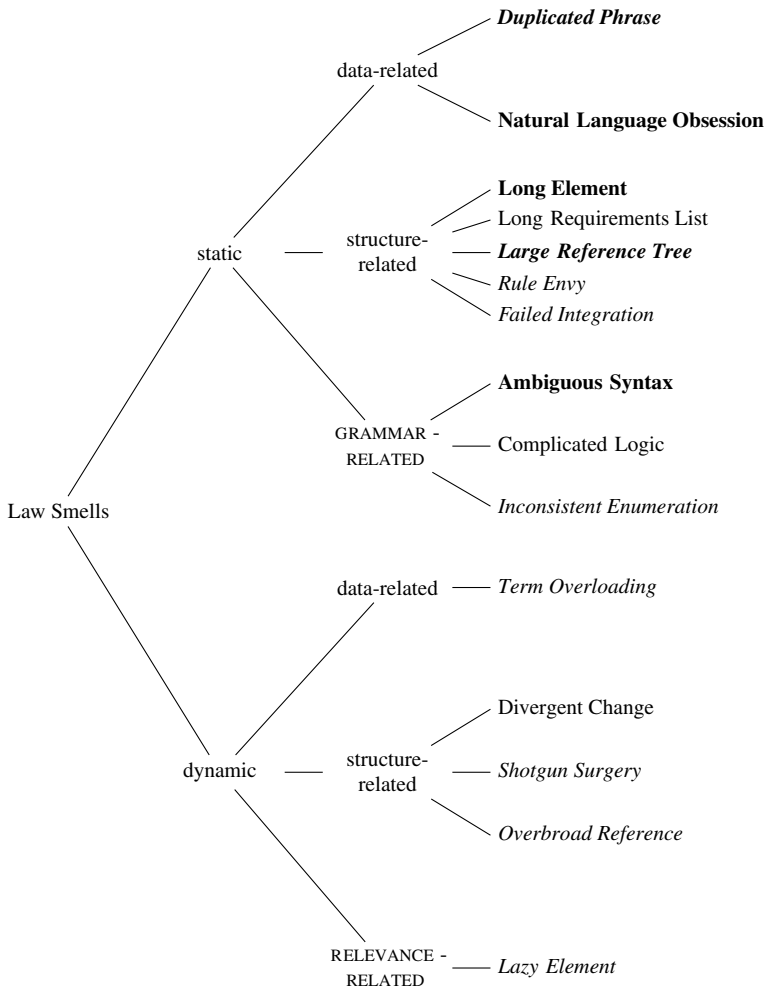 Duplicated Phrase
data-related
Natural Language Obsession
Long Element
Long Requirements List
static
structure-
related
Large Reference Tree
Rule Envy
Failed Integration
Ambiguous Syntax
GRAMMAR -
RELATED
Complicated Logic
Inconsistent Enumeration
Law Smells
data-related
Term Overloading
Divergent Change
dynamic
structure-
related
Shotgun Surgery
Overbroad Reference
RELEVANCE -
RELATED
Lazy Element